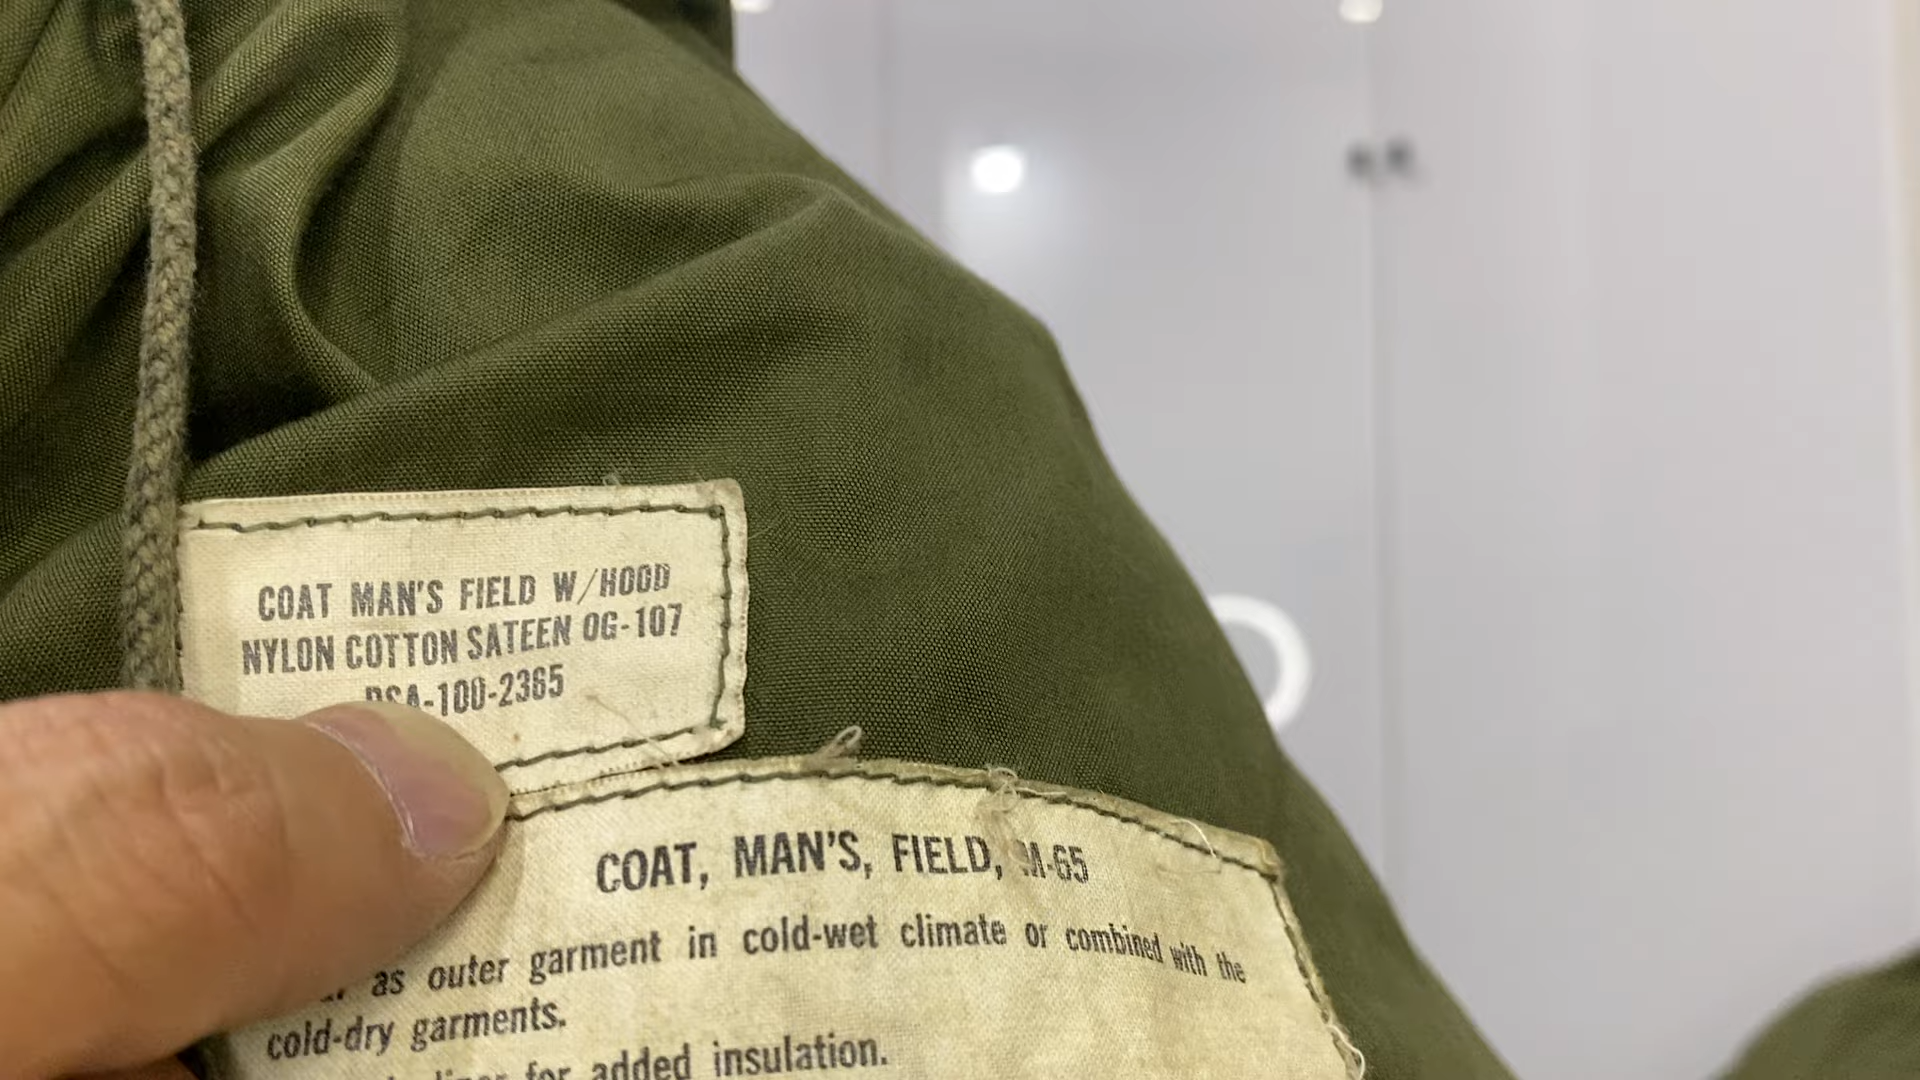 COAT MAN'S FIELD W/HOOD
NYLON COTTON SATEEN OG-107
DSA-100-2365
COAT, MAN'S, FIELD, M-65
as outer garment in cold-wet climate or combined with the
cold-dry garments.
liner for added insulation.